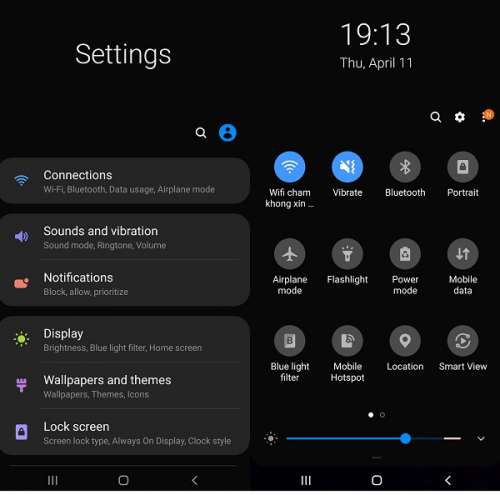 Settings
Connections
Wi-Fi, Bluetooth, Data usage, Airplane mode
Sounds and vibration
Sound mode, Ringtone, Volume
Notifications
Block, allow, prioritize
Display
Brightness, Blue light filter, Home screen
Wallpapers and themes
Wallpapers, Themes, Icons
Lock screen
Screen lock type, Always On Display, Clock style
19:13
Thu, April 11
N
Wifi cham
khong xin ...
Vibrate
Bluetooth
Portrait
Airplane
mode
Flashlight
Power
mode
Mobile
data
B
Blue light
filter
Mobile
Hotspot
Location
Smart View